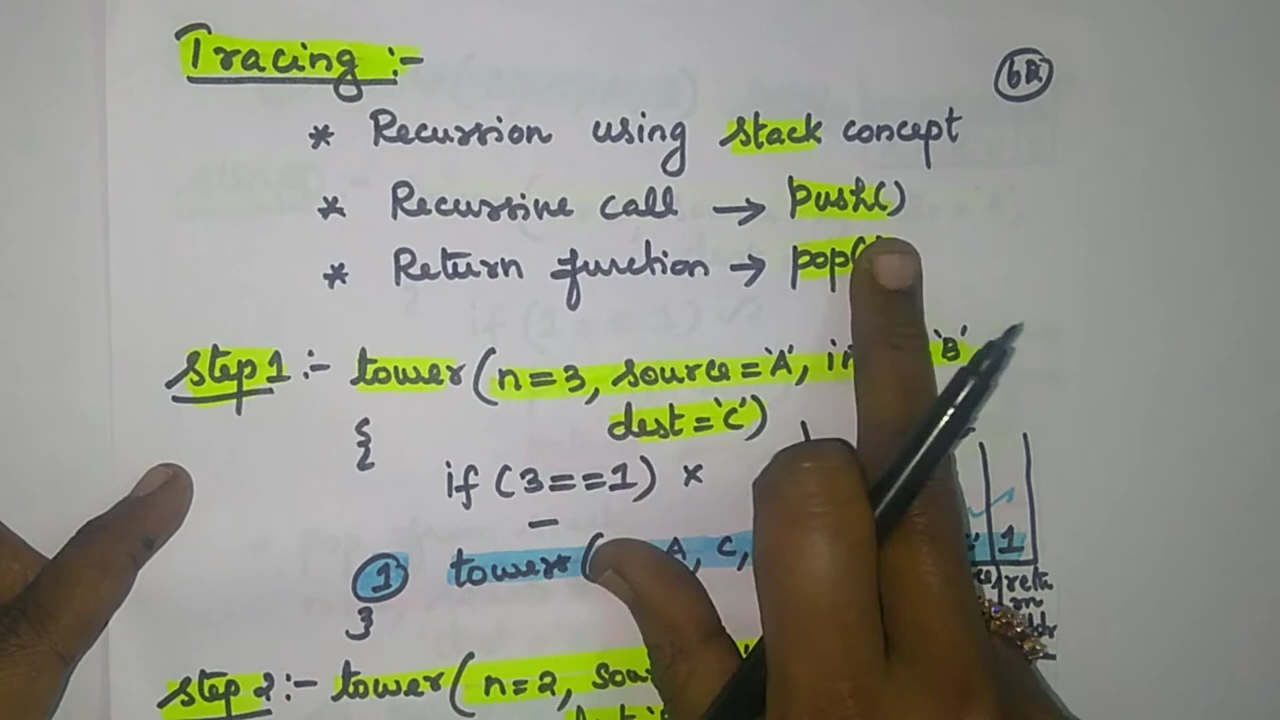 Tracing :-
* Recursion using stack concept
* Recursive call → push()
* Return function → pop(
Step 1 :- tower(n=3, source='A', in 'B'
dest='C')
{
if (3==1) ×
① tower( A, C,
1
}
Step 2 :- tower( n=2, sou